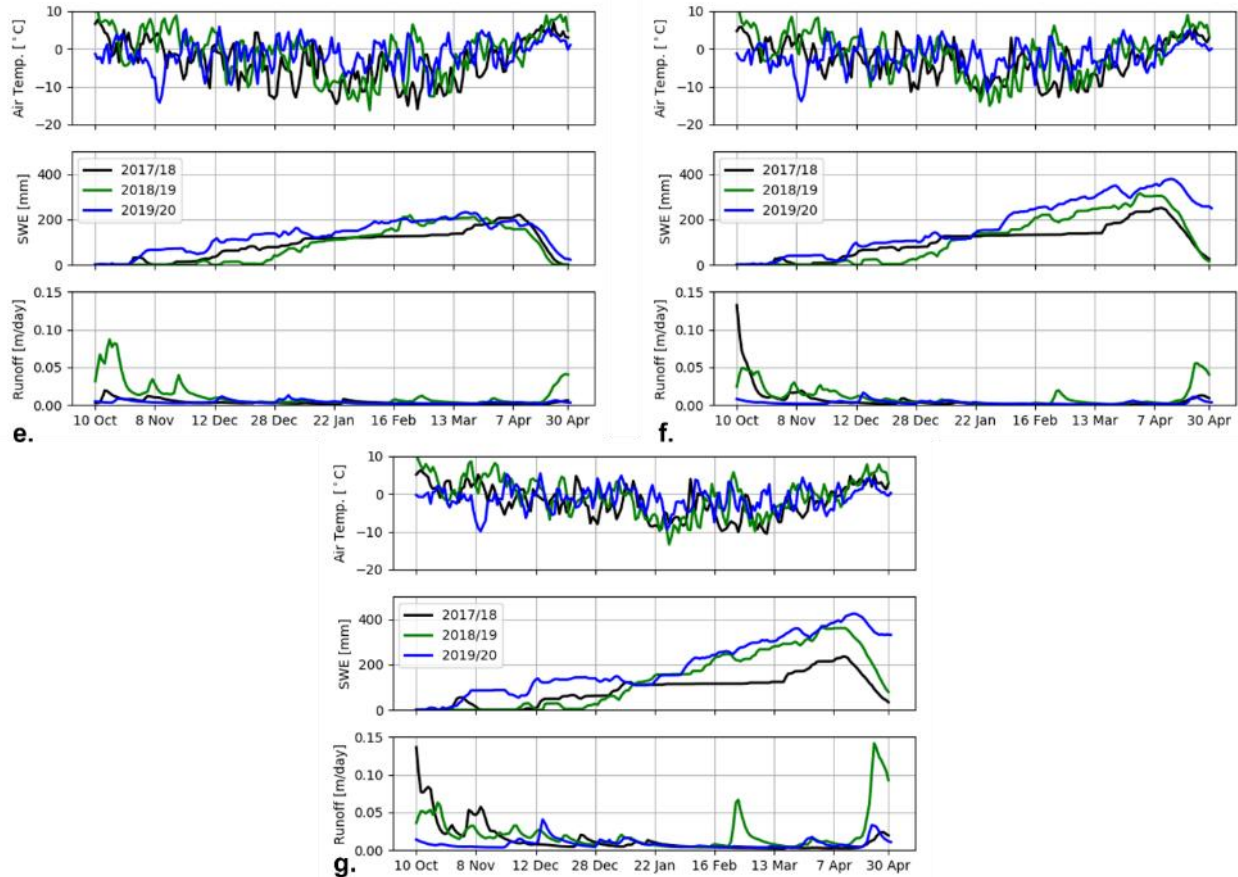 10
0
−10
−20
Air Temp. [ °C]
400
200
0
SWE [mm]
2017/18
2018/19
2019/20
0.15
0.10
0.05
0.00
Runoff [m/day]
10 Oct 8 Nov 12 Dec 28 Dec 22 Jan 16 Feb 13 Mar 7 Apr 30 Apr
e.
10
0
−10
−20
Air Temp. [ °C]
400
200
0
SWE [mm]
2017/18
2018/19
2019/20
0.15
0.10
0.05
0.00
Runoff [m/day]
10 Oct 8 Nov 12 Dec 28 Dec 22 Jan 16 Feb 13 Mar 7 Apr 30 Apr
f.
10
0
−10
−20
Air Temp. [ °C]
400
200
0
SWE [mm]
2017/18
2018/19
2019/20
0.15
0.10
0.05
0.00
Runoff [m/day]
10 Oct 8 Nov 12 Dec 28 Dec 22 Jan 16 Feb 13 Mar 7 Apr 30 Apr
g.